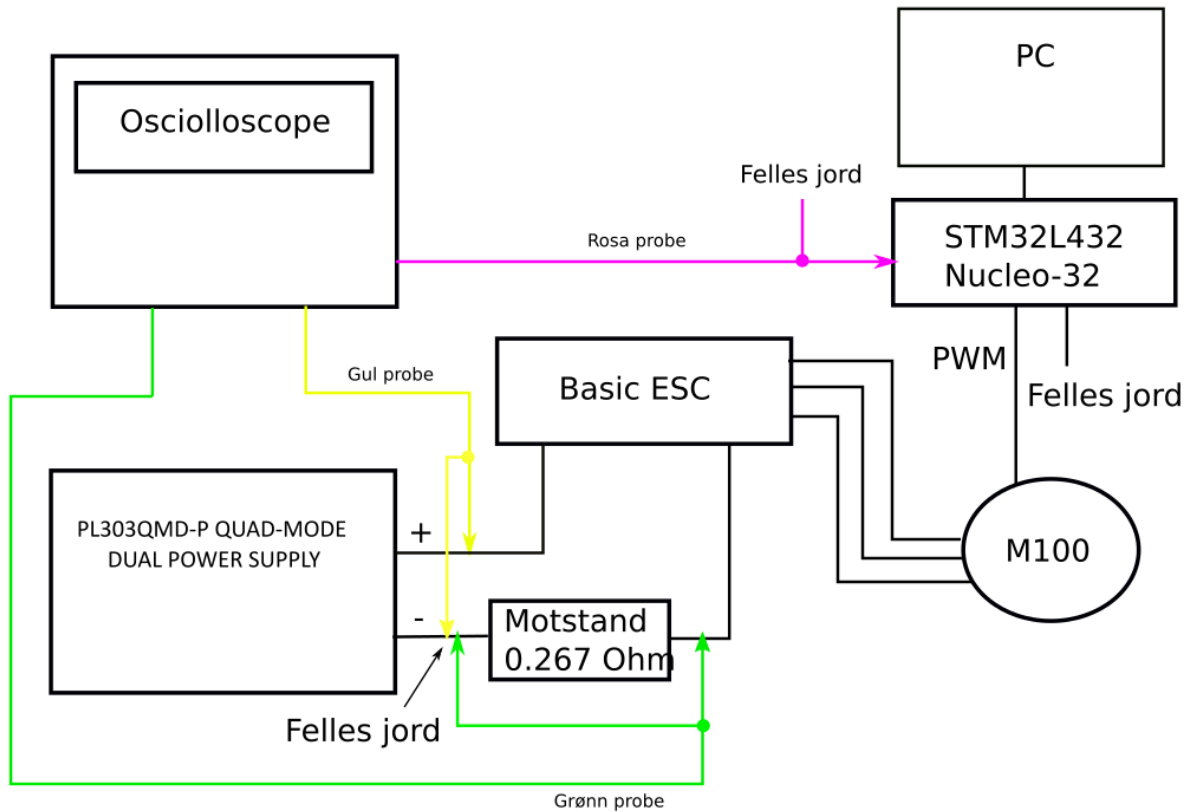 PC
Osciolloscope
Felles jord
Rosa probe
STM32L432
Nucleo-32
PWM
Felles jord
Gul probe
Basic ESC
PL303QMD-P QUAD-MODE
DUAL POWER SUPPLY
+
-
M100
Motstand
0.267 Ohm
Felles jord
Grønn probe